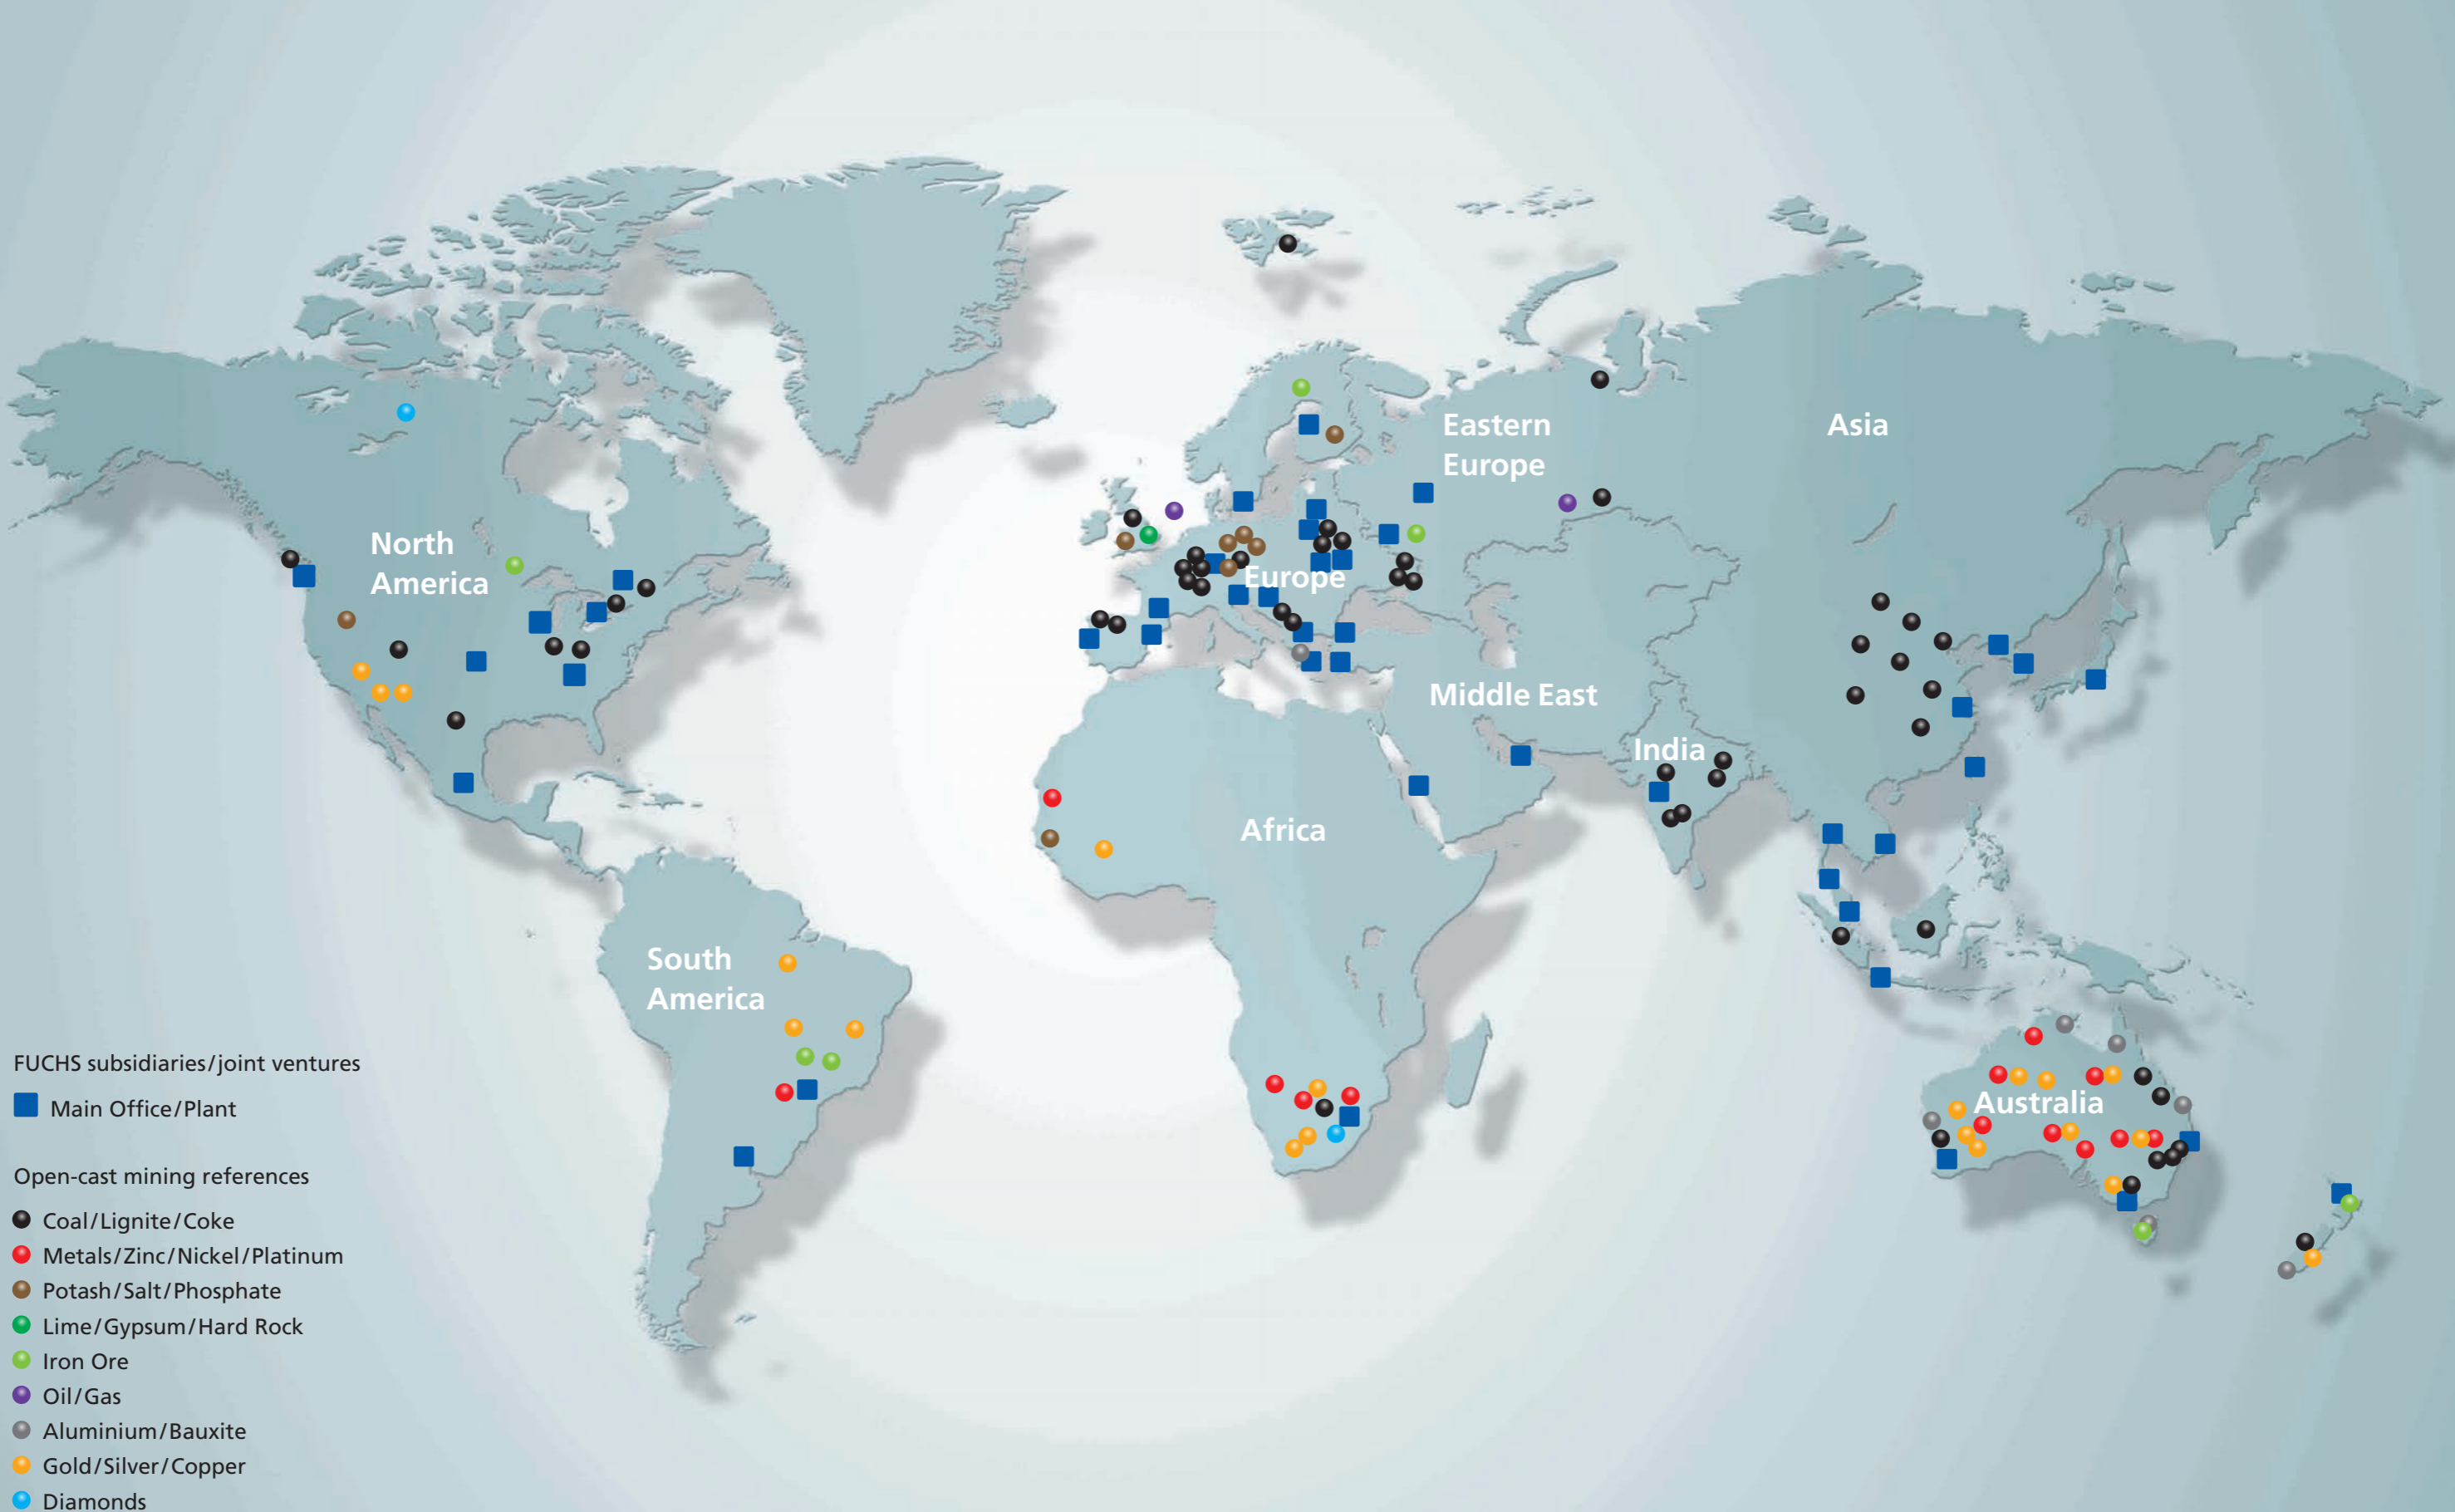 Eastern
Europe
Asia
North
America
Europe
Middle East
India
Africa
South
America
Australia
FUCHS subsidiaries/joint ventures
Main Office/Plant
Open-cast mining references
Coal/Lignite/Coke
Metals/Zinc/Nickel/Platinum
Potash/Salt/Phosphate
Lime/Gypsum/Hard Rock
Iron Ore
Oil/Gas
Aluminium/Bauxite
Gold/Silver/Copper
Diamonds